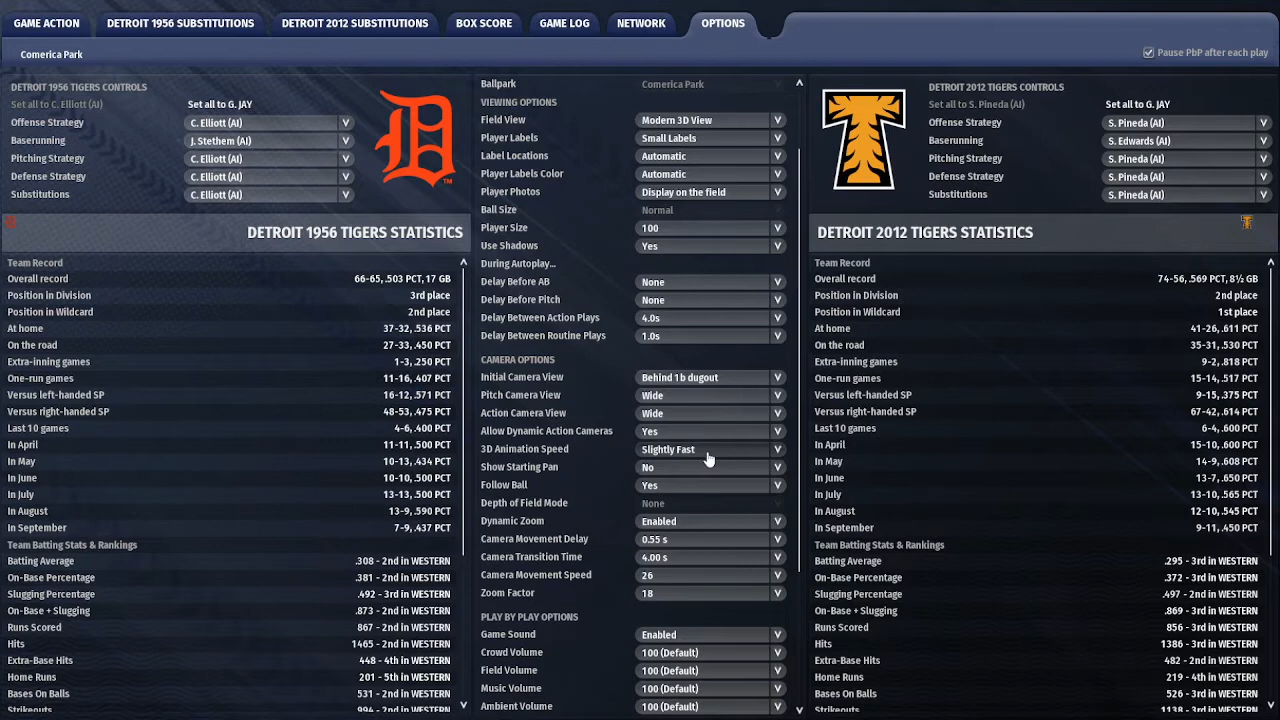 GAME ACTION
DETROIT 1956 SUBSTITUTIONS
DETROIT 2012 SUBSTITUTIONS
BOX SCORE
GAME LOG
NETWORK
OPTIONS
Comerica Park
Pause PbP after each play
DETROIT 1956 TIGERS CONTROLS
Set all to C. Elliott (AI) Set all to G. JAY
Offense Strategy C. Elliott (AI)
Baserunning J. Stethem (AI)
Pitching Strategy C. Elliott (AI)
Defense Strategy C. Elliott (AI)
Substitutions C. Elliott (AI)
DETROIT 1956 TIGERS STATISTICS
Team Record
Overall record 66-65, .503 PCT, 17 GB
Position in Division 3rd place
Position in Wildcard 2nd place
At home 37-32, .536 PCT
On the road 27-33, .450 PCT
Extra-inning games 1-3, .250 PCT
One-run games 11-16, .407 PCT
Versus left-handed SP 16-12, .571 PCT
Versus right-handed SP 48-53, .475 PCT
Last 10 games 4-6, .400 PCT
In April 11-11, .500 PCT
In May 10-13, .434 PCT
In June 10-10, .500 PCT
In July 13-13, .500 PCT
In August 13-9, .590 PCT
In September 7-9, .437 PCT
Team Batting Stats & Rankings
Batting Average .308 - 2nd in WESTERN
On-Base Percentage .381 - 2nd in WESTERN
Slugging Percentage .492 - 3rd in WESTERN
On-Base + Slugging .873 - 2nd in WESTERN
Runs Scored 867 - 2nd in WESTERN
Hits 1465 - 2nd in WESTERN
Extra-Base Hits 448 - 4th in WESTERN
Home Runs 201 - 5th in WESTERN
Bases On Balls 531 - 2nd in WESTERN
Strikeouts 994 - 2nd in WESTERN
Ballpark Comerica Park
VIEWING OPTIONS
Field View Modern 3D View
Player Labels Small Labels
Label Locations Automatic
Player Labels Color Automatic
Player Photos Display on the field
Ball Size Normal
Player Size 100
Use Shadows Yes
During Autoplay...
Delay Before AB None
Delay Before Pitch None
Delay Between Action Plays 4.0s
Delay Between Routine Plays 1.0s
CAMERA OPTIONS
Initial Camera View Behind 1b dugout
Pitch Camera View Wide
Action Camera View Wide
Allow Dynamic Action Cameras Yes
3D Animation Speed Slightly Fast
Show Starting Pan No
Follow Ball Yes
Depth of Field Mode None
Dynamic Zoom Enabled
Camera Movement Delay 0.55 s
Camera Transition Time 4.00 s
Camera Movement Speed 26
Zoom Factor 18
PLAY BY PLAY OPTIONS
Game Sound Enabled
Crowd Volume 100 (Default)
Field Volume 100 (Default)
Music Volume 100 (Default)
Ambient Volume 100 (Default)
DETROIT 2012 TIGERS CONTROLS
Set all to S. Pineda (AI) Set all to G. JAY
Offense Strategy S. Pineda (AI)
Baserunning S. Edwards (AI)
Pitching Strategy S. Pineda (AI)
Defense Strategy S. Pineda (AI)
Substitutions S. Pineda (AI)
DETROIT 2012 TIGERS STATISTICS
Team Record
Overall record 74-56, .569 PCT, 8½ GB
Position in Division 2nd place
Position in Wildcard 1st place
At home 41-26, .611 PCT
On the road 35-31, .530 PCT
Extra-inning games 9-2, .818 PCT
One-run games 15-14, .517 PCT
Versus left-handed SP 9-15, .375 PCT
Versus right-handed SP 67-42, .614 PCT
Last 10 games 6-4, .600 PCT
In April 15-10, .600 PCT
In May 14-9, .608 PCT
In June 13-7, .650 PCT
In July 13-10, .565 PCT
In August 12-10, .545 PCT
In September 9-11, .450 PCT
Team Batting Stats & Rankings
Batting Average .295 - 3rd in WESTERN
On-Base Percentage .372 - 3rd in WESTERN
Slugging Percentage .497 - 2nd in WESTERN
On-Base + Slugging .869 - 3rd in WESTERN
Runs Scored 856 - 3rd in WESTERN
Hits 1386 - 3rd in WESTERN
Extra-Base Hits 482 - 2nd in WESTERN
Home Runs 219 - 4th in WESTERN
Bases On Balls 526 - 3rd in WESTERN
Strikeouts 1138 - 3rd in WESTERN